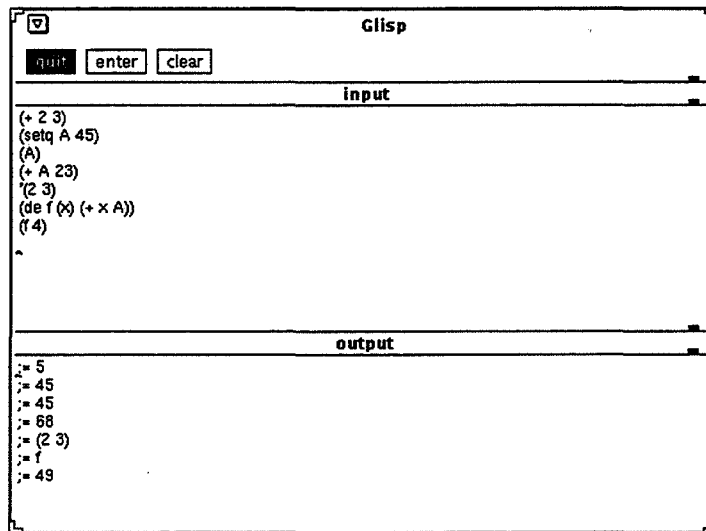 Glisp
quit enter clear
input
(+ 2 3)
(setq A 45)
(A)
(+ A 23)
'(2 3)
(de f (x) (+ x A))
(f 4)
output
;= 5
;= 45
;= 45
;= 68
;= (2 3)
;= f
;= 49